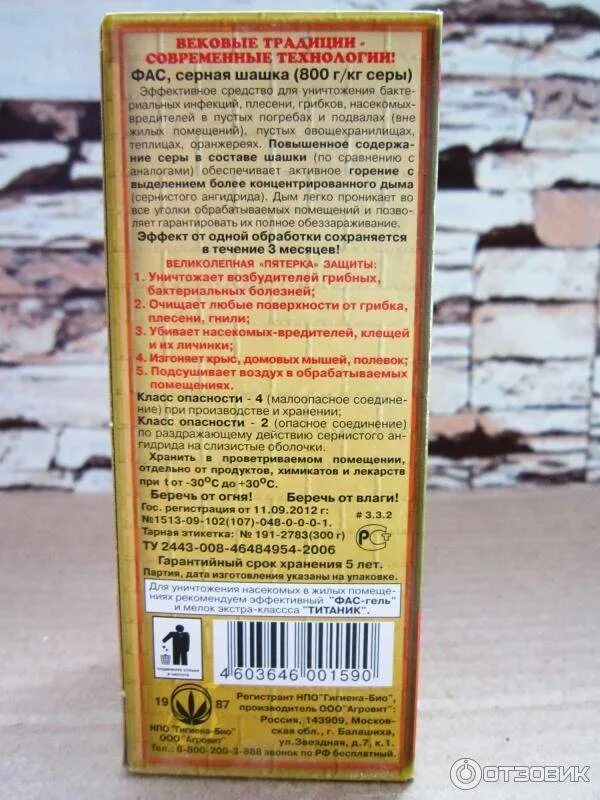 ВЕКОВЫЕ ТРАДИЦИИ -
СОВРЕМЕННЫЕ ТЕХНОЛОГИИ!
ФАС, серная шашка (800 г/кг серы)
Эффективное средство для уничтожения бакте-
риальных инфекций, плесени, грибков, насекомых-
вредителей в пустых погребах и подвалах (вне
жилых помещений), пустых овощехранилищах,
теплицах, оранжереях. Повышенное содержа-
ние серы в составе шашки (по сравнению с
аналогами) обеспечивает активное горение с
выделением более концентрированного дыма
(сернистого ангидрида). Дым легко проникает во
все уголки обрабатываемых помещений и позво-
ляет гарантировать их полное обеззараживание.
Эффект от одной обработки сохраняется
в течение 3 месяцев!
ВЕЛИКОЛЕПНАЯ «ПЯТЕРКА» ЗАЩИТЫ:
1. Уничтожает возбудителей грибных,
бактериальных болезней;
2. Очищает любые поверхности от грибка,
плесени, гнили;
3. Убивает насекомых-вредителей, клещей
и их личинки;
4. Изгоняет крыс, домовых мышей, полевок;
5. Подсушивает воздух в обрабатываемых
помещениях.
Класс опасности - 4 (малоопасное соедине-
ние) при производстве и хранении;
Класс опасности - 2 (опасное соединение)
по раздражающему действию сернистого ан-
гидрида на слизистые оболочки.
Хранить в проветриваемом помещении,
отдельно от продуктов, химикатов и лекарств
при t от -30°С до +30°С.
Беречь от огня! Беречь от влаги!
Гос. регистрация от 11.09.2012 г:
№1513-09-102(107)-048-0-0-0-1.
# 3.3.2
Тарная этикетка: № 191-2783(300 г)
ТУ 2443-008-46484954-2006
РСТ
Гарантийный срок хранения 5 лет.
Партия, дата изготовления указаны на упаковке.
Для уничтожения насекомых в жилых помеще-
ниях рекомендуем эффективный "ФАС-гель"
и мелок экстра-класссса "ТИТАНИК".
4603646001590
19 87
НПО "Гигиена-Био"
ООО "Агровит"
Регистрант НПО"Гигиена-Био",
производитель ООО"Агровит":
Россия, 143909, Москов-
ская обл., г. Балашиха,
ул.Звездная, д.7, к.1.
Тел.: 8-800-200-3-888 звонок по РФ бесплатный.
ОТЗОВИК